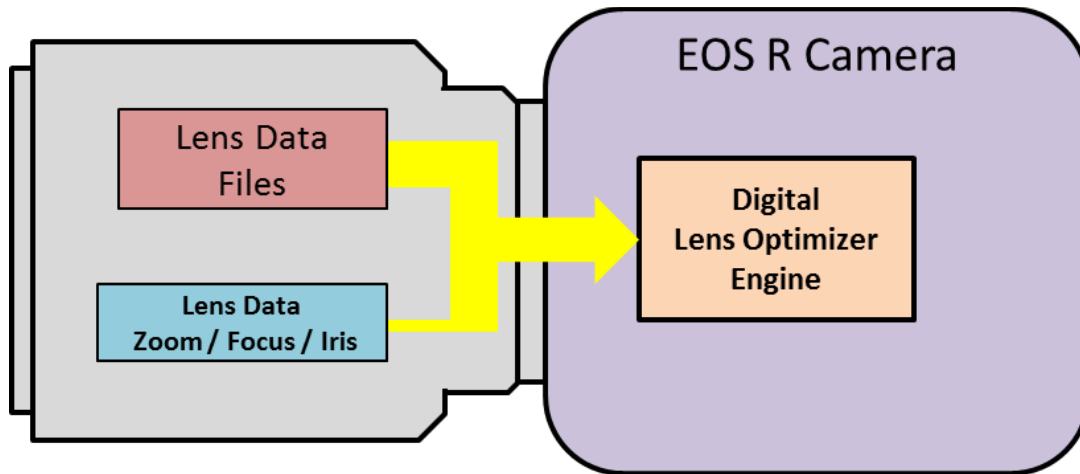 EOS R Camera
Lens Data
Files
Digital
Lens Optimizer
Engine
Lens Data
Zoom / Focus / Iris